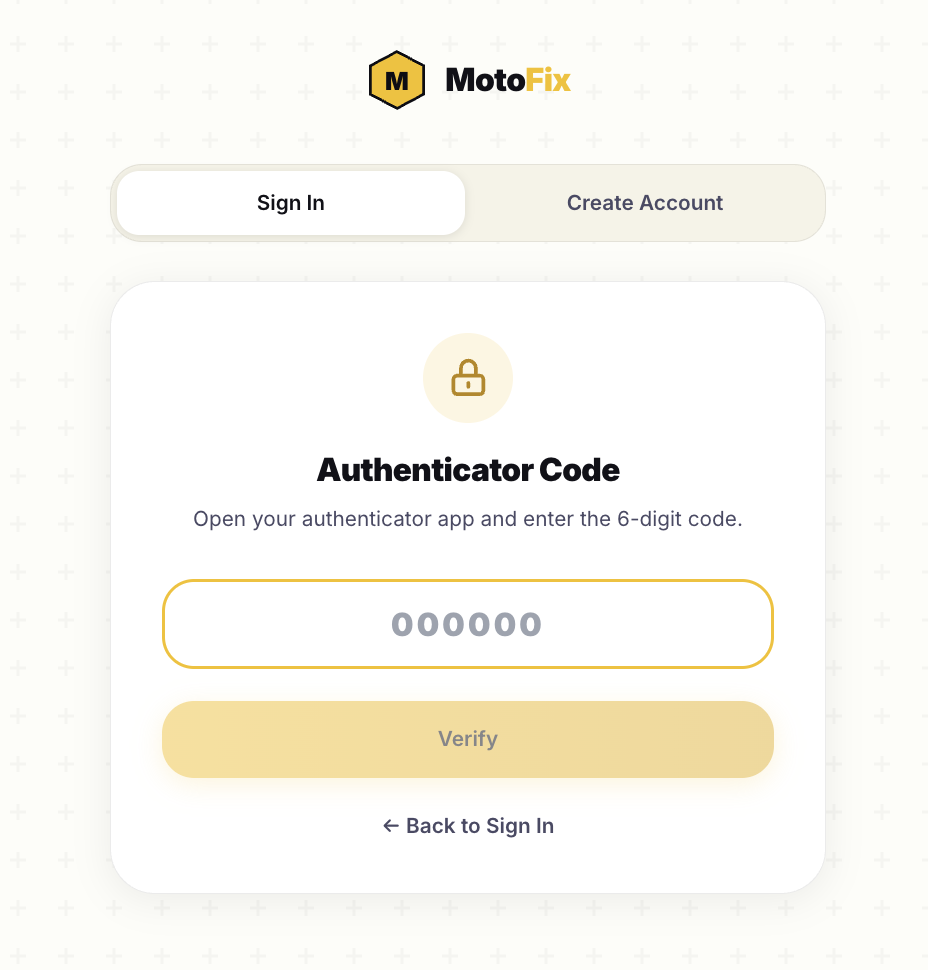 M
MotoFix
Sign In
Create Account
Authenticator Code
Open your authenticator app and enter the 6-digit code.
000000
Verify
← Back to Sign In